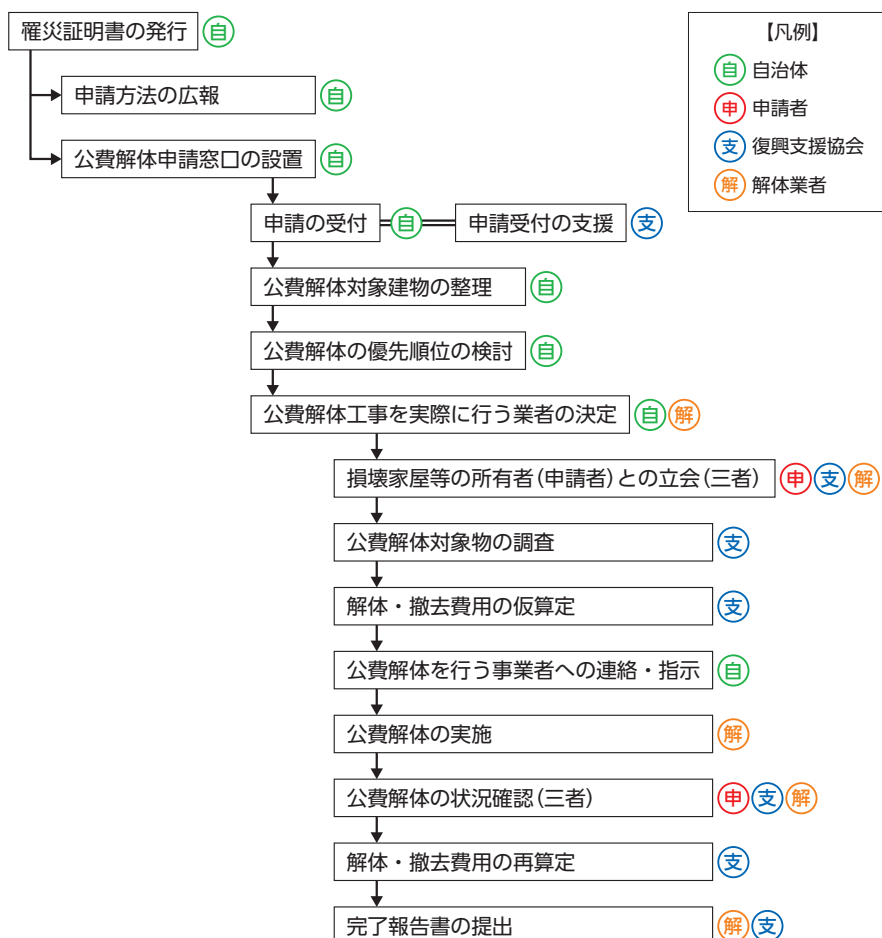 罹災証明書の発行 自
【凡例】
自 自治体
申 申請者
支 復興支援協会
解 解体業者
申請方法の広報 自
公費解体申請窓口の設置 自
申請の受付 自 申請受付の支援 支
公費解体対象建物の整理 自
公費解体の優先順位の検討 自
公費解体工事を実際に行う業者の決定 自 解
損壊家屋等の所有者(申請者)との立会(三者) 申 支 解
公費解体対象物の調査 支
解体・撤去費用の仮算定 支
公費解体を行う事業者への連絡・指示 自
公費解体の実施 解
公費解体の状況確認(三者) 申 支 解
解体・撤去費用の再算定 支
完了報告書の提出 解 支